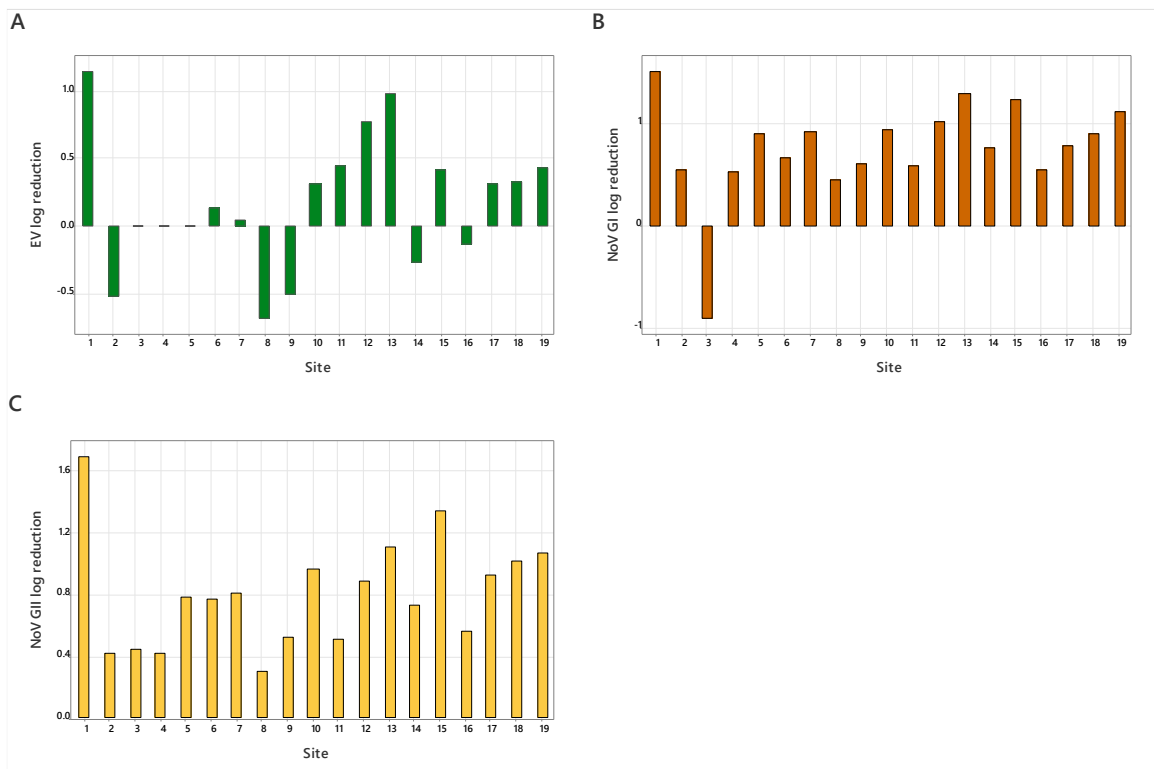 A
EV log reduction
1.0
0.5
0.0
-0.5
1 2 3 4 5 6 7 8 9 10 11 12 13 14 15 16 17 18 19
Site
B
NoV GI log reduction
1
0
-1
1 2 3 4 5 6 7 8 9 10 11 12 13 14 15 16 17 18 19
Site
C
NoV GII log reduction
1.6
1.2
0.8
0.4
0.0
1 2 3 4 5 6 7 8 9 10 11 12 13 14 15 16 17 18 19
Site